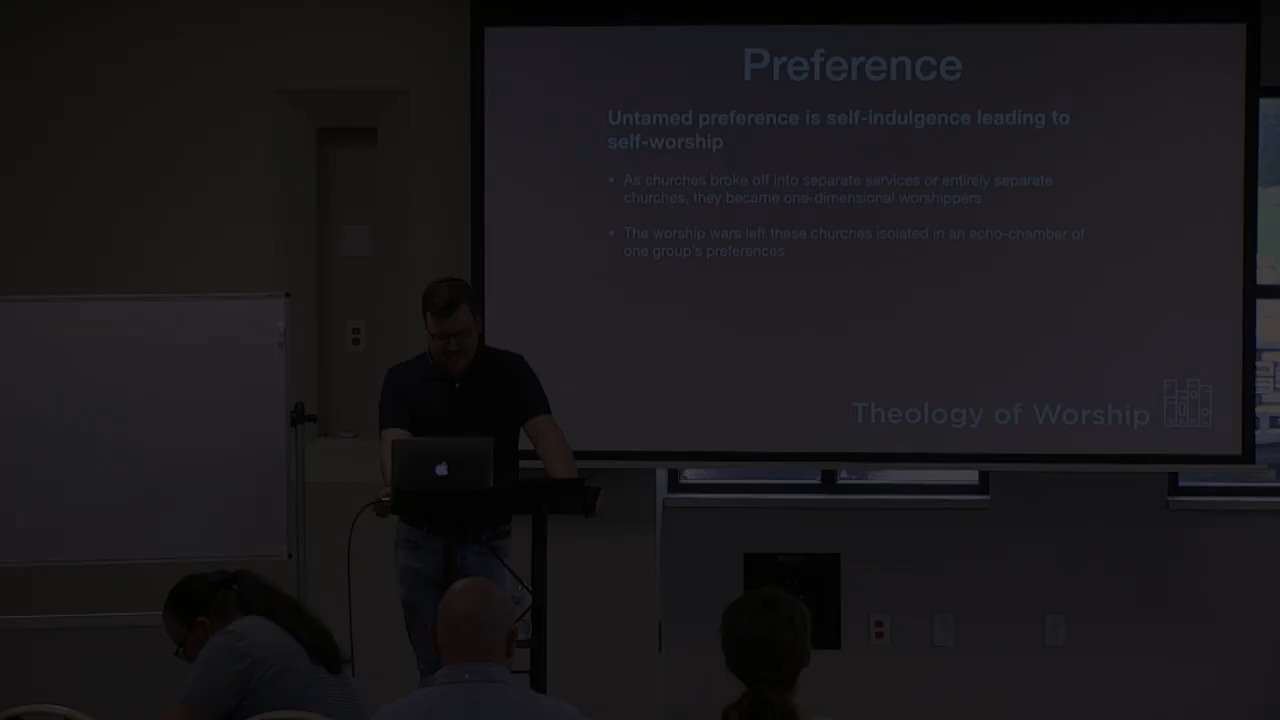 Preference
Untamed preference is self-indulgence leading to
self-worship
• As churches broke off into separate services or entirely separate
churches, they became one-dimensional worshippers
• The worship wars left these churches isolated in an echo-chamber of
one group's preferences
Theology of Worship